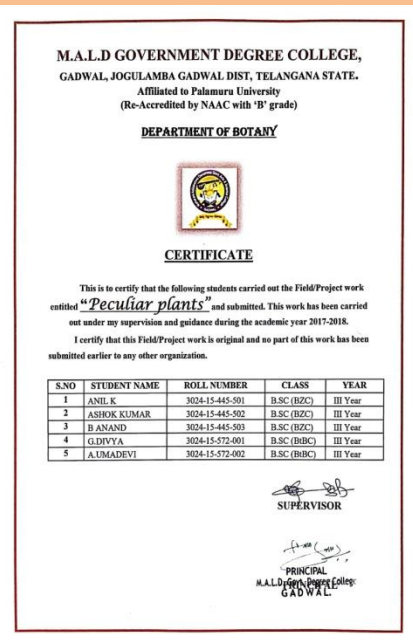 M.A.L.D GOVERNMENT DEGREE COLLEGE,
GADWAL, JOGULAMBA GADWAL DIST, TELANGANA STATE.
Affiliated to Palamuru University
(Re-Accredited by NAAC with ‘B’ grade)
DEPARTMENT OF BOTANY
CERTIFICATE
This is to certify that the following students carried out the Field/Project work
entitled “Peculiar plants” and submitted. This work has been carried
out under my supervision and guidance during the academic year 2017-2018.
I certify that this Field/Project work is original and no part of this work has been
submitted earlier to any other organization.
S.NO STUDENT NAME ROLL NUMBER CLASS YEAR
1 ANIL K 3024-15-445-501 B.SC (BZC) III Year
2 ASHOK KUMAR 3024-15-445-502 B.SC (BZC) III Year
3 B ANAND 3024-15-445-503 B.SC (BZC) III Year
4 G.DIVYA 3024-15-572-001 B.SC (BtBC) III Year
5 A.UMADEVI 3024-15-572-002 B.SC (BtBC) III Year
SUPERVISOR
PRINCIPAL
PRINCIPAL
M.A.L.D. Govt. Degree College
GADWAL.